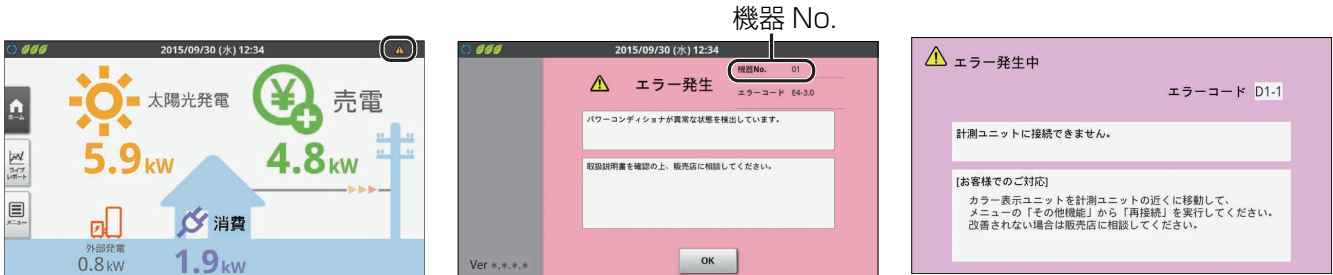 機器 No.
2015/09/30 (水) 12:34
ホーム
太陽光発電
売電
5.9 kW
4.8 kW
ライブ
レポート
メニュー
消費
外部発電
0.8 kW
1.9 kW
2015/09/30 (水) 12:34
機器No. 01
エラー発生
エラーコード E4-3.0
パワーコンディショナが異常な状態を検出しています。
取扱説明書を確認の上、販売店に相談してください。
OK
Ver *.*.*.*
エラー発生中
エラーコード D1-1
計測ユニットに接続できません。
[お客様でのご対応]
カラー表示ユニットを計測ユニットの近くに移動して、
メニューの「その他機能」から「再接続」を実行してください。
改善されない場合は販売店に相談してください。